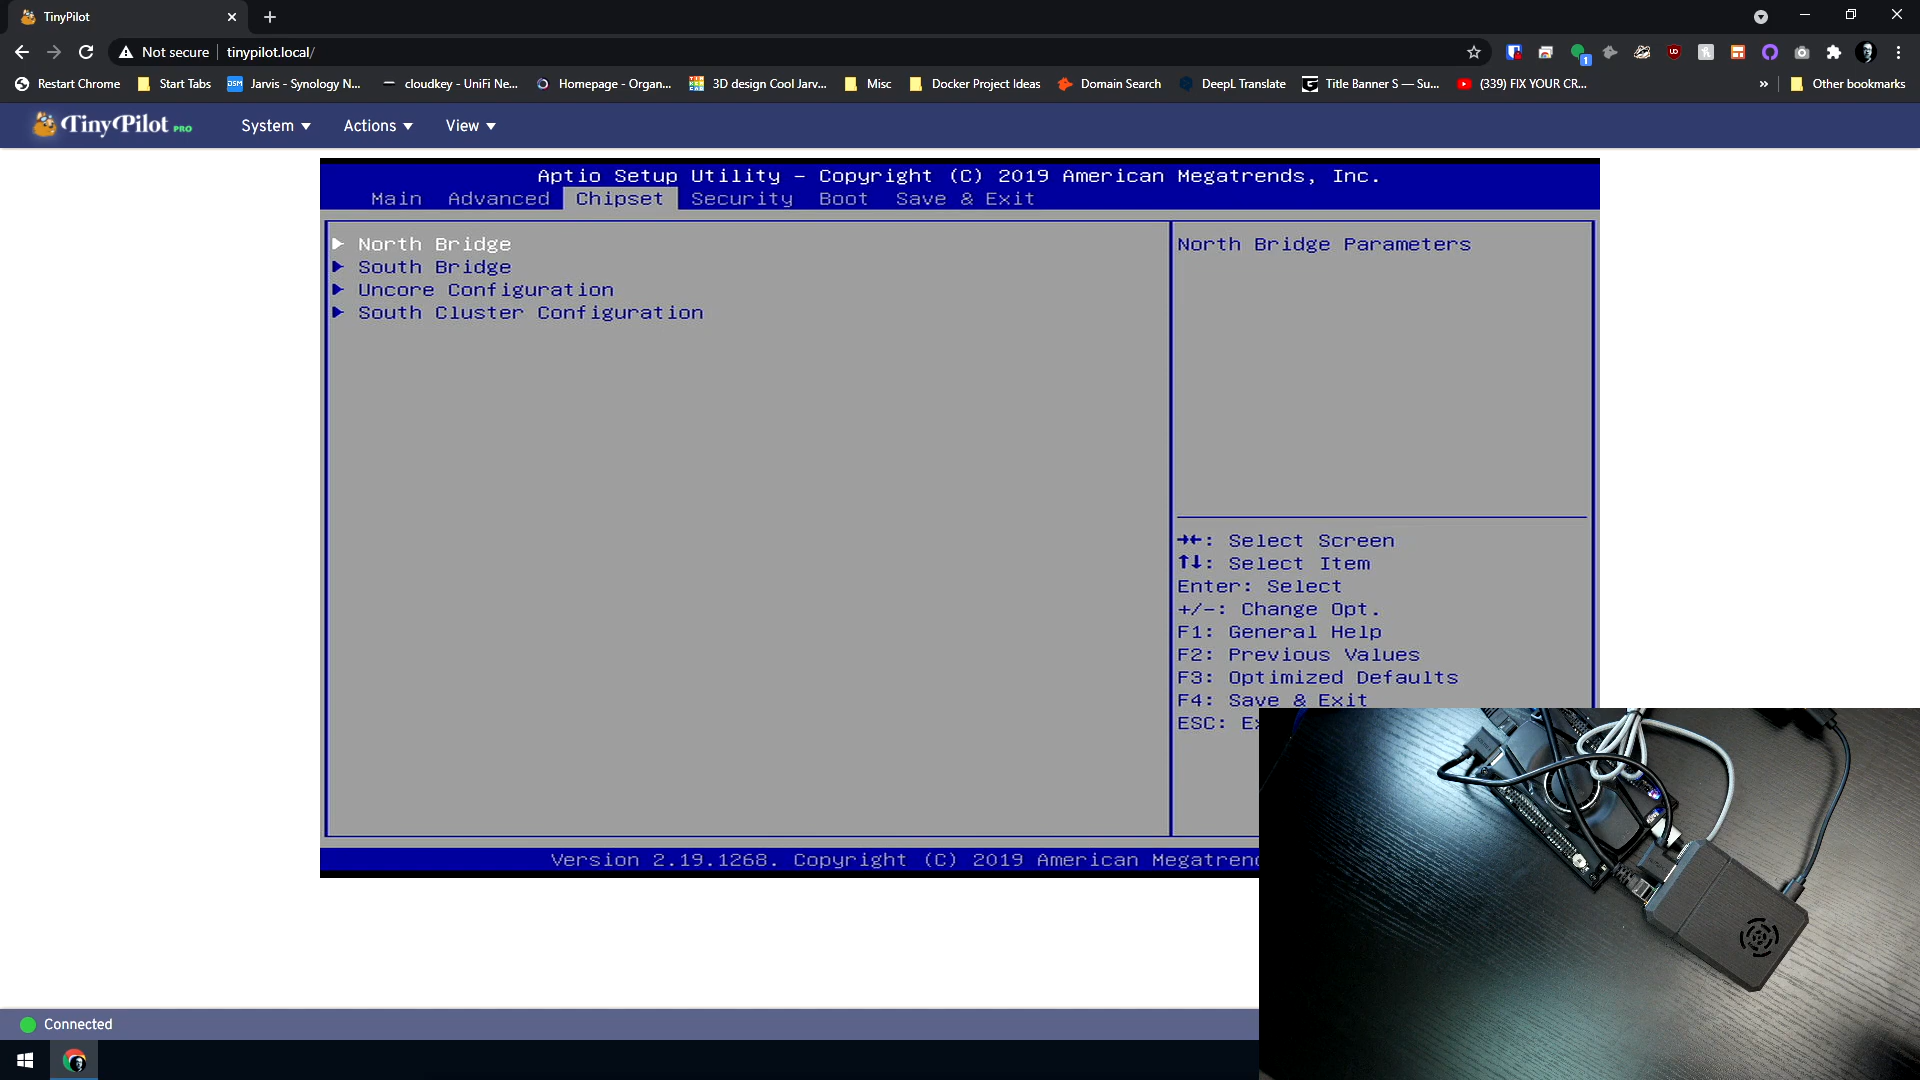 TinyPilot
Not secure tinypilot.local/
1
Restart Chrome Start Tabs DSM Jarvis - Synology N... cloudkey - UniFi Ne... Homepage - Organ... 3D design Cool Jarv... Misc Docker Project Ideas Domain Search DeepL Translate Title Banner S — Su... (339) FIX YOUR CR... » Other bookmarks
TinyPilot PRO System Actions View
Aptio Setup Utility – Copyright (C) 2019 American Megatrends, Inc.
Main Advanced Chipset Security Boot Save & Exit
North Bridge
South Bridge
Uncore Configuration
South Cluster Configuration
North Bridge Parameters
→←: Select Screen
↑↓: Select Item
Enter: Select
+/-: Change Opt.
F1: General Help
F2: Previous Values
F3: Optimized Defaults
F4: Save & Exit
ESC: Ex
Version 2.19.1268. Copyright (C) 2019 American Megatrend
Connected